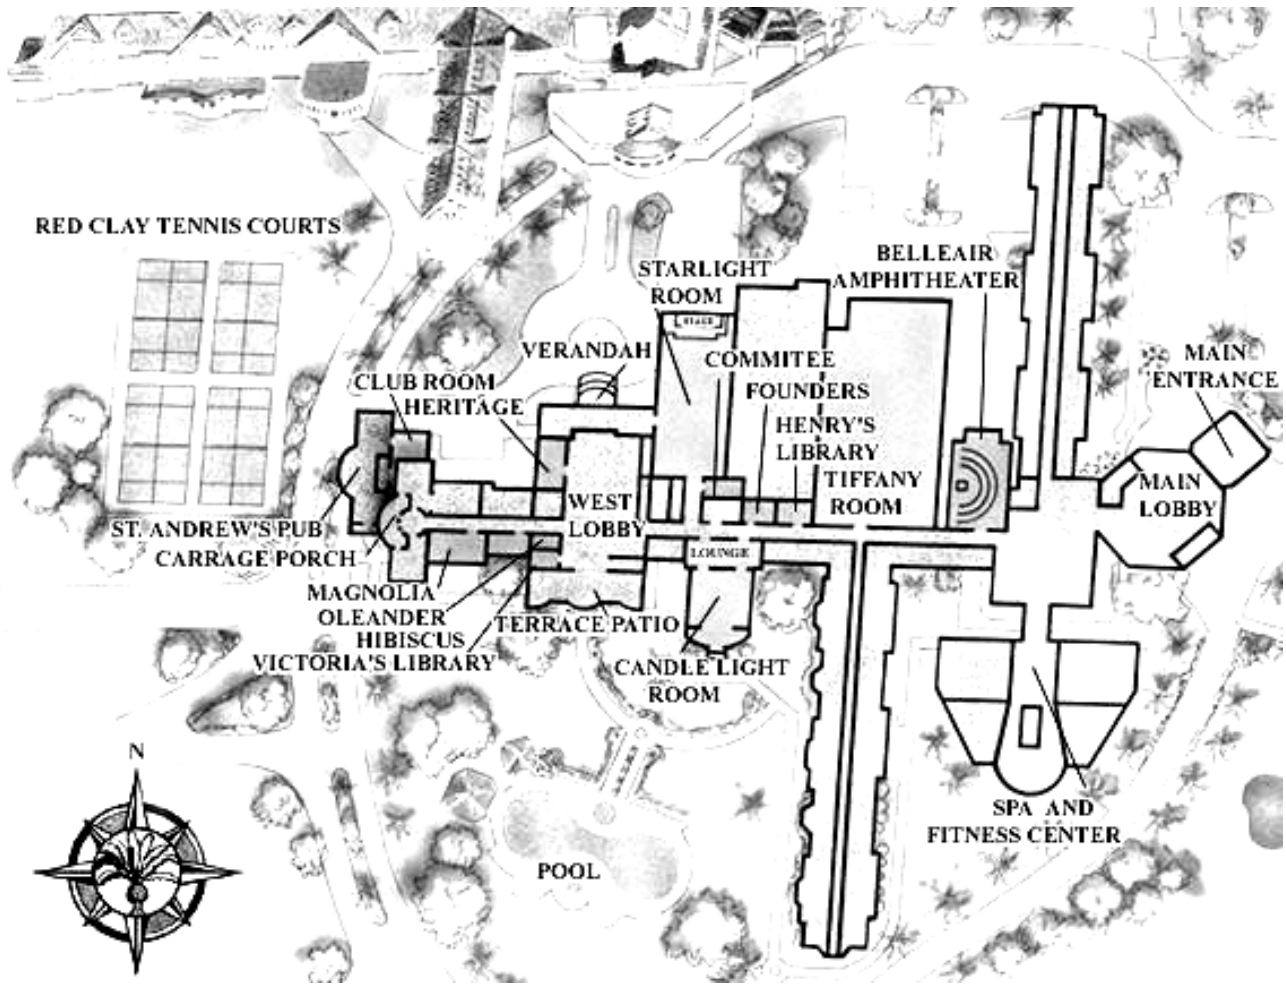 RED CLAY TENNIS COURTS
BELLEAIR
AMPHITHEATER
STARLIGHT
ROOM
STAGE
VERANDAH
COMMITEE
MAIN
ENTRANCE
CLUB ROOM
HERITAGE
FOUNDERS
HENRY'S
LIBRARY
TIFFANY
ROOM
MAIN
LOBBY
WEST
LOBBY
ST. ANDREW'S PUB
CARRAGE PORCH
LOUNGE
MAGNOLIA
OLEANDER
HIBISCUS
VICTORIA'S LIBRARY
TERRACE PATIO
CANDLE LIGHT
ROOM
N
SPA AND
FITNESS CENTER
POOL